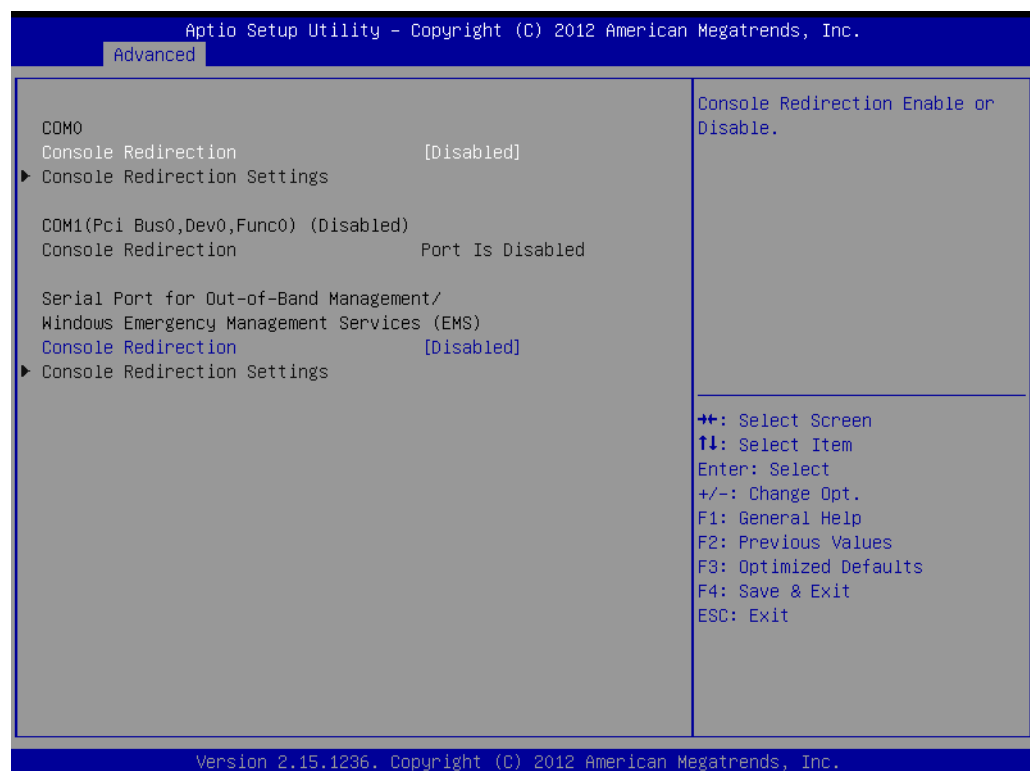 Aptio Setup Utility – Copyright (C) 2012 American Megatrends, Inc.
Advanced
COM0
Console Redirection [Disabled]
▶ Console Redirection Settings
COM1(Pci Bus0,Dev0,Func0) (Disabled)
Console Redirection Port Is Disabled
Serial Port for Out-of-Band Management/
Windows Emergency Management Services (EMS)
Console Redirection [Disabled]
▶ Console Redirection Settings
Console Redirection Enable or
Disable.
→←: Select Screen
↑↓: Select Item
Enter: Select
+/-: Change Opt.
F1: General Help
F2: Previous Values
F3: Optimized Defaults
F4: Save & Exit
ESC: Exit
Version 2.15.1236. Copyright (C) 2012 American Megatrends, Inc.